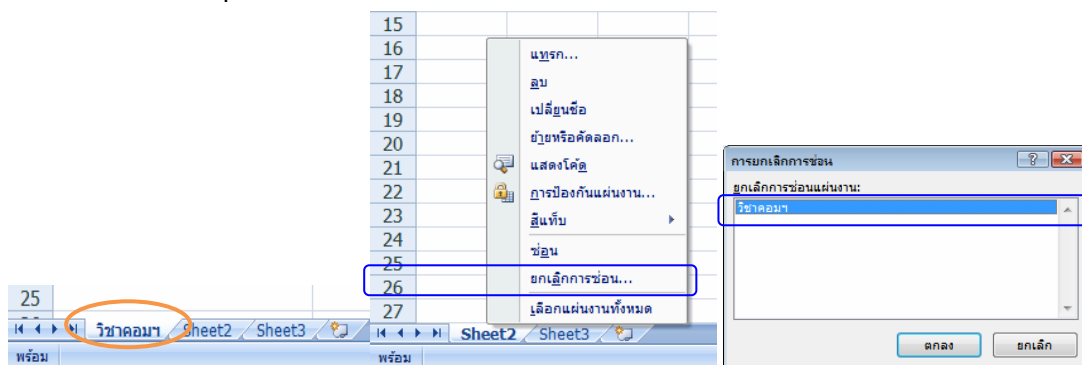 25
วิชาคอมฯ Sheet2 Sheet3
พร้อม
15
16
17
18
19
20
21
22
23
24
25
26
27
แทรก...
ลบ
เปลี่ยนชื่อ
ย้ายหรือคัดลอก...
แสดงโค้ด
การป้องกันแผ่นงาน...
สีแท็บ
ซ่อน
ยกเลิกการซ่อน...
เลือกแผ่นงานทั้งหมด
Sheet2 Sheet3
พร้อม
การยกเลิกการซ่อน
ยกเลิกการซ่อนแผ่นงาน:
วิชาคอมฯ
ตกลง ยกเลิก